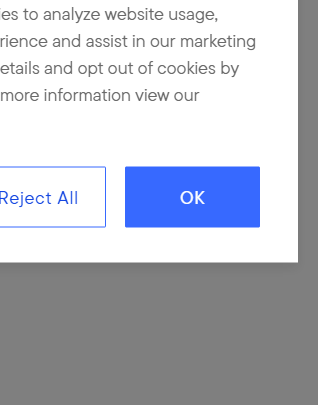 ies to analyze website usage,
rience and assist in our marketing
etails and opt out of cookies by
more information view our
Reject All
OK